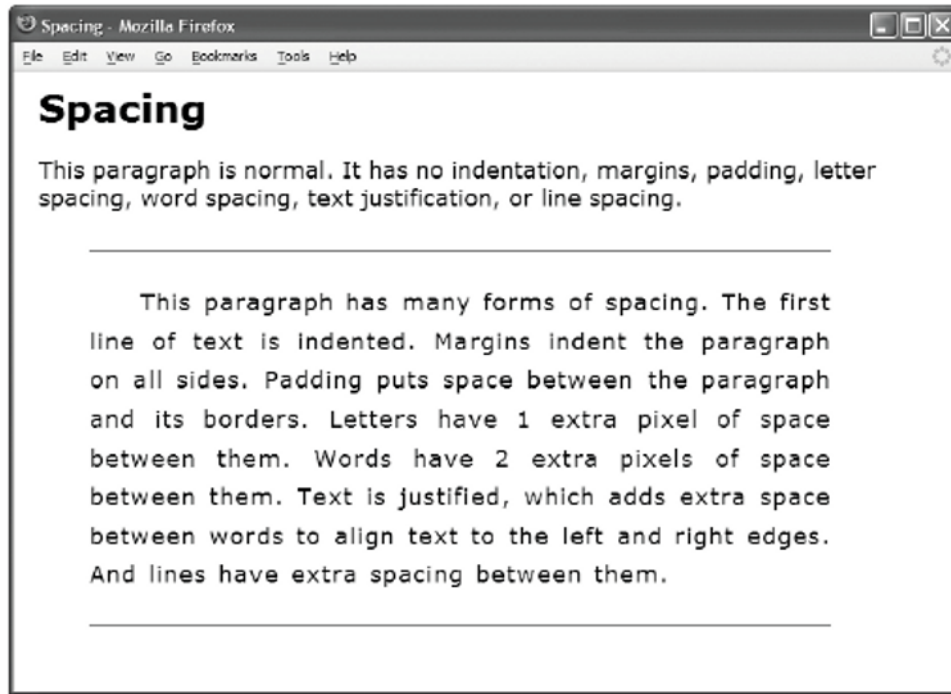 Spacing - Mozilla Firefox
File Edit View Go Bookmarks Tools Help
Spacing
This paragraph is normal. It has no indentation, margins, padding, letter
spacing, word spacing, text justification, or line spacing.
This paragraph has many forms of spacing. The first
line of text is indented. Margins indent the paragraph
on all sides. Padding puts space between the paragraph
and its borders. Letters have 1 extra pixel of space
between them. Words have 2 extra pixels of space
between them. Text is justified, which adds extra space
between words to align text to the left and right edges.
And lines have extra spacing between them.